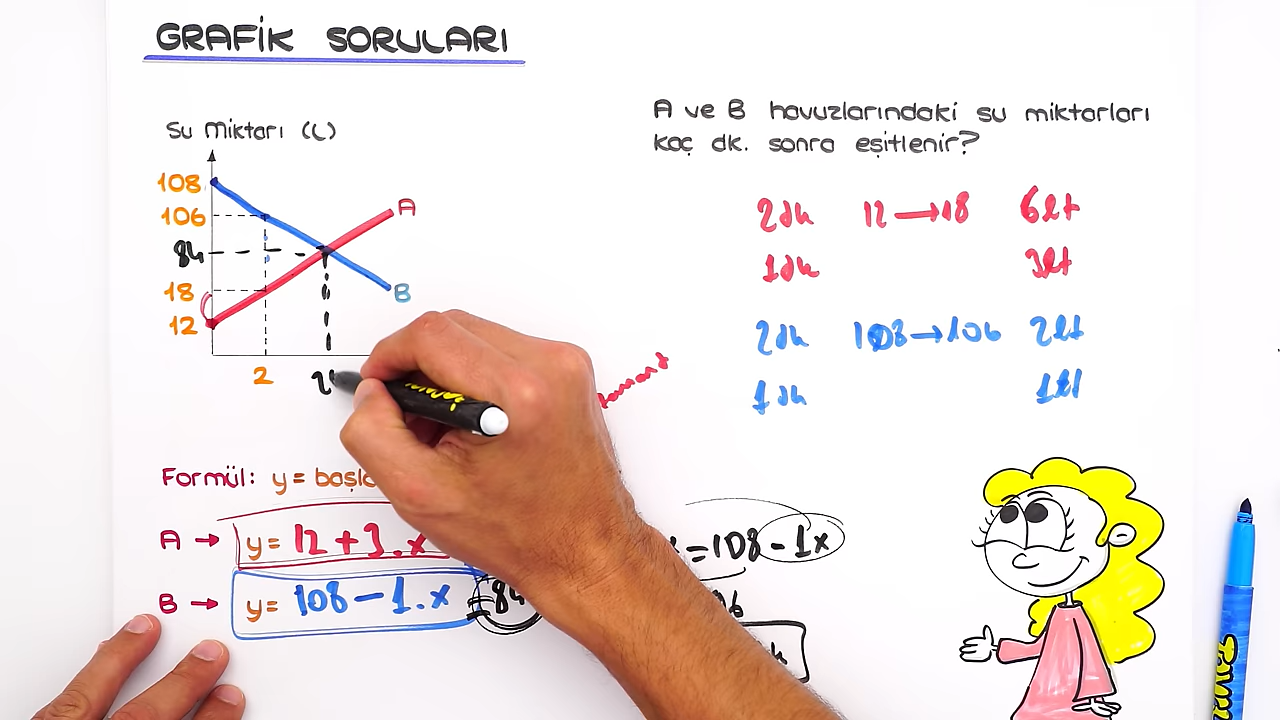 GRAFİK SORULARI
A ve B havuzlarındaki su miktarları
kaç dk. sonra eşitlenir?
Su Miktarı (L)
108
106
84
18
12
A
B
2
2dk 12 → 18 6lt
1dk 3lt
2dk 108 → 106 2lt
1dk 1lt
Formül: y=
A → y= 12 + 3.x
=108 - 1x
B → y= 108 - 1.x
84